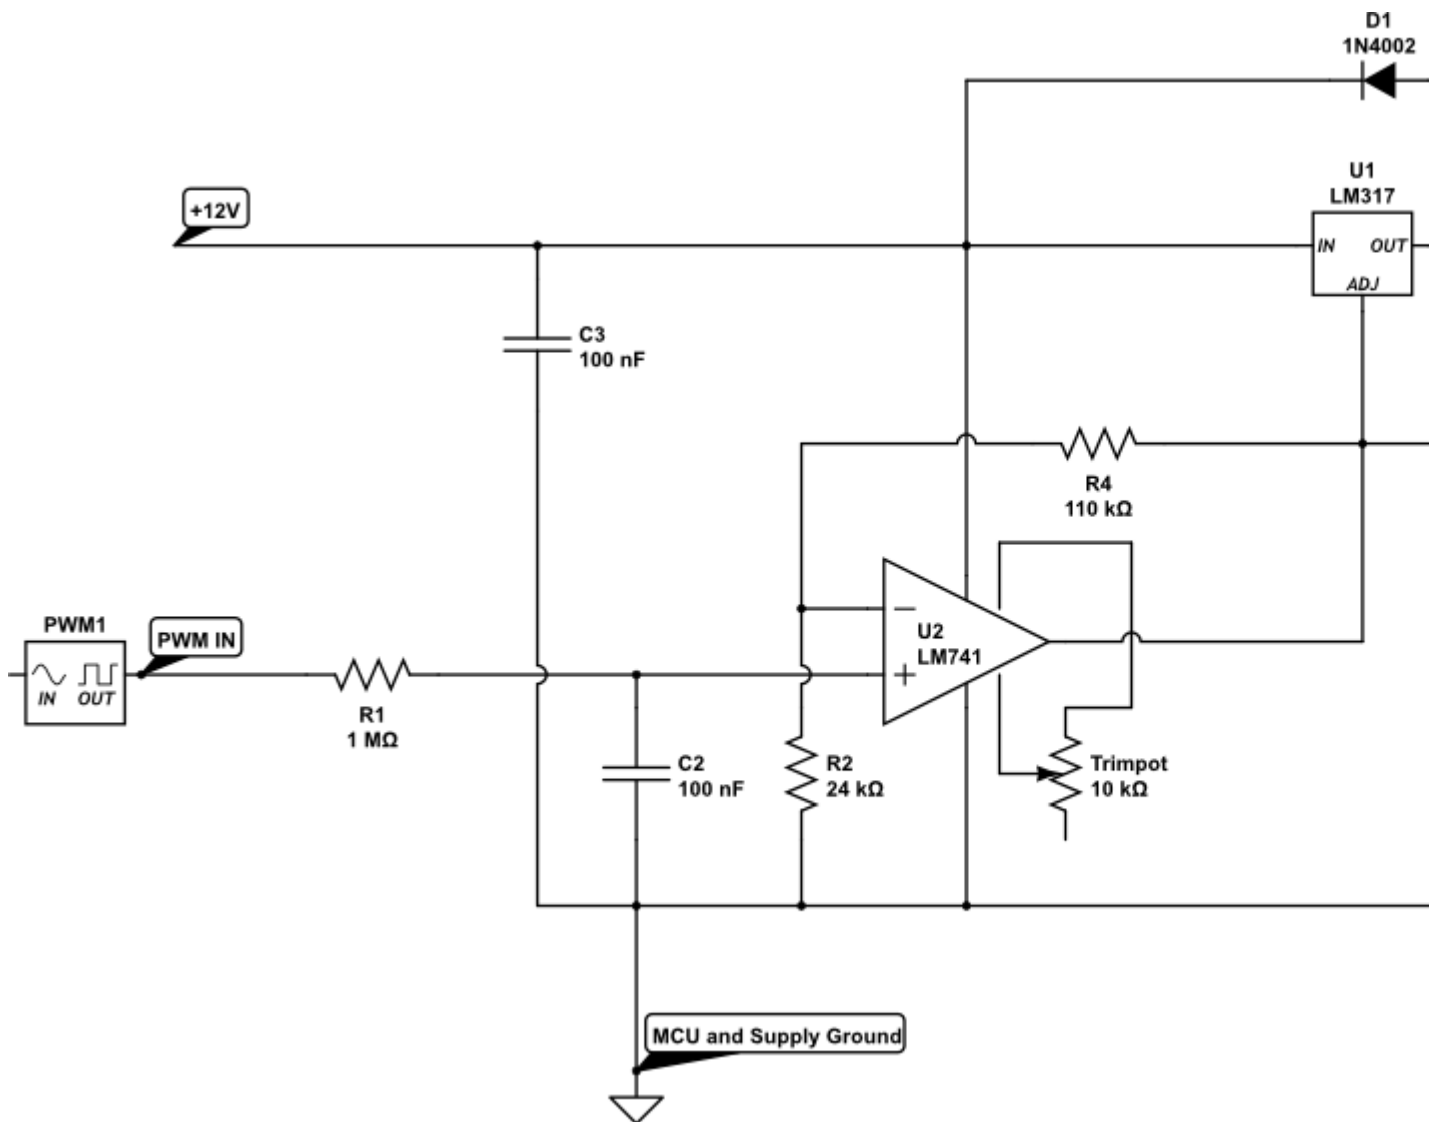 D1
1N4002
U1
LM317
IN OUT
ADJ
+12V
C3
100 nF
R4
110 kΩ
PWM1
IN OUT
PWM IN
R1
1 MΩ
−
U2
LM741
+
C2
100 nF
R2
24 kΩ
Trimpot
10 kΩ
MCU and Supply Ground